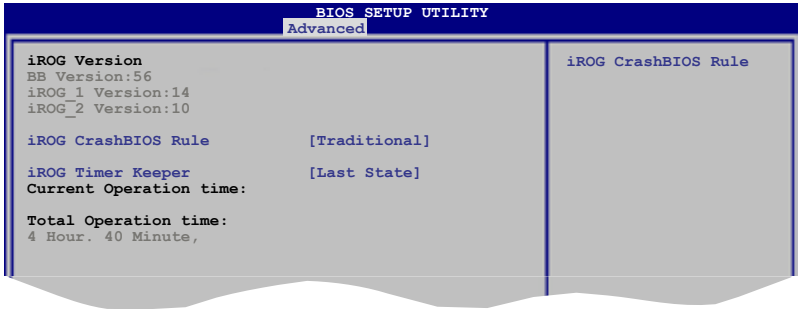 BIOS SETUP UTILITY
Advanced
iROG Version
BB Version:56
iROG_1 Version:14
iROG_2 Version:10
iROG CrashBIOS Rule [Traditional]
iROG Timer Keeper [Last State]
Current Operation time:
Total Operation time:
4 Hour. 40 Minute,
iROG CrashBIOS Rule